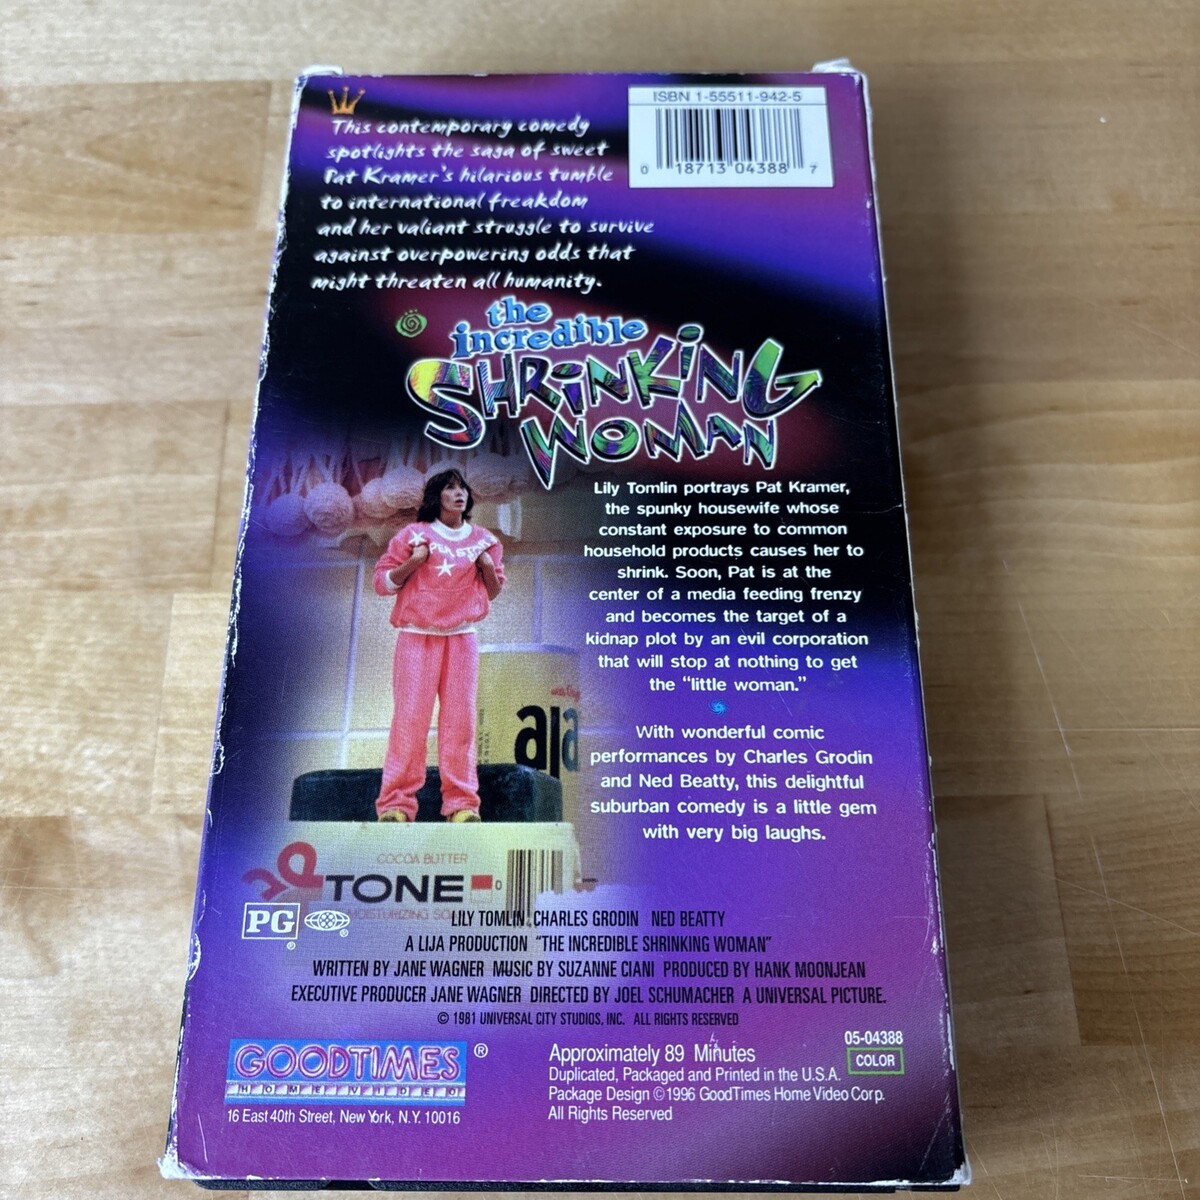 This contemporary comedy
spotlights the saga of sweet
Pat Kramer's hilarious tumble
to international freakdom
and her valiant struggle to survive
against overpowering odds that
might threaten all humanity.
ISBN 1-55511-942-5
0 18713 04388 7
the
incredible
SHRiNKiNG
WOMAN
Lily Tomlin portrays Pat Kramer,
the spunky housewife whose
constant exposure to common
household products causes her to
shrink. Soon, Pat is at the
center of a media feeding frenzy
and becomes the target of a
kidnap plot by an evil corporation
that will stop at nothing to get
the "little woman."
With wonderful comic
performances by Charles Grodin
and Ned Beatty, this delightful
suburban comedy is a little gem
with very big laughs.
aja
COCOA BUTTER
TONE
0
MOISTURIZING
PG
®
®
LILY TOMLIN CHARLES GRODIN NED BEATTY
A LIJA PRODUCTION "THE INCREDIBLE SHRINKING WOMAN"
WRITTEN BY JANE WAGNER MUSIC BY SUZANNE CIANI PRODUCED BY HANK MOONJEAN
EXECUTIVE PRODUCER JANE WAGNER DIRECTED BY JOEL SCHUMACHER A UNIVERSAL PICTURE.
© 1981 UNIVERSAL CITY STUDIOS, INC. ALL RIGHTS RESERVED
GOODTIMES ®
HOME VIDEO
16 East 40th Street, New York, N.Y. 10016
Approximately 89 Minutes
Duplicated, Packaged and Printed in the U.S.A.
Package Design © 1996 GoodTimes Home Video Corp.
All Rights Reserved
05-04388
COLOR